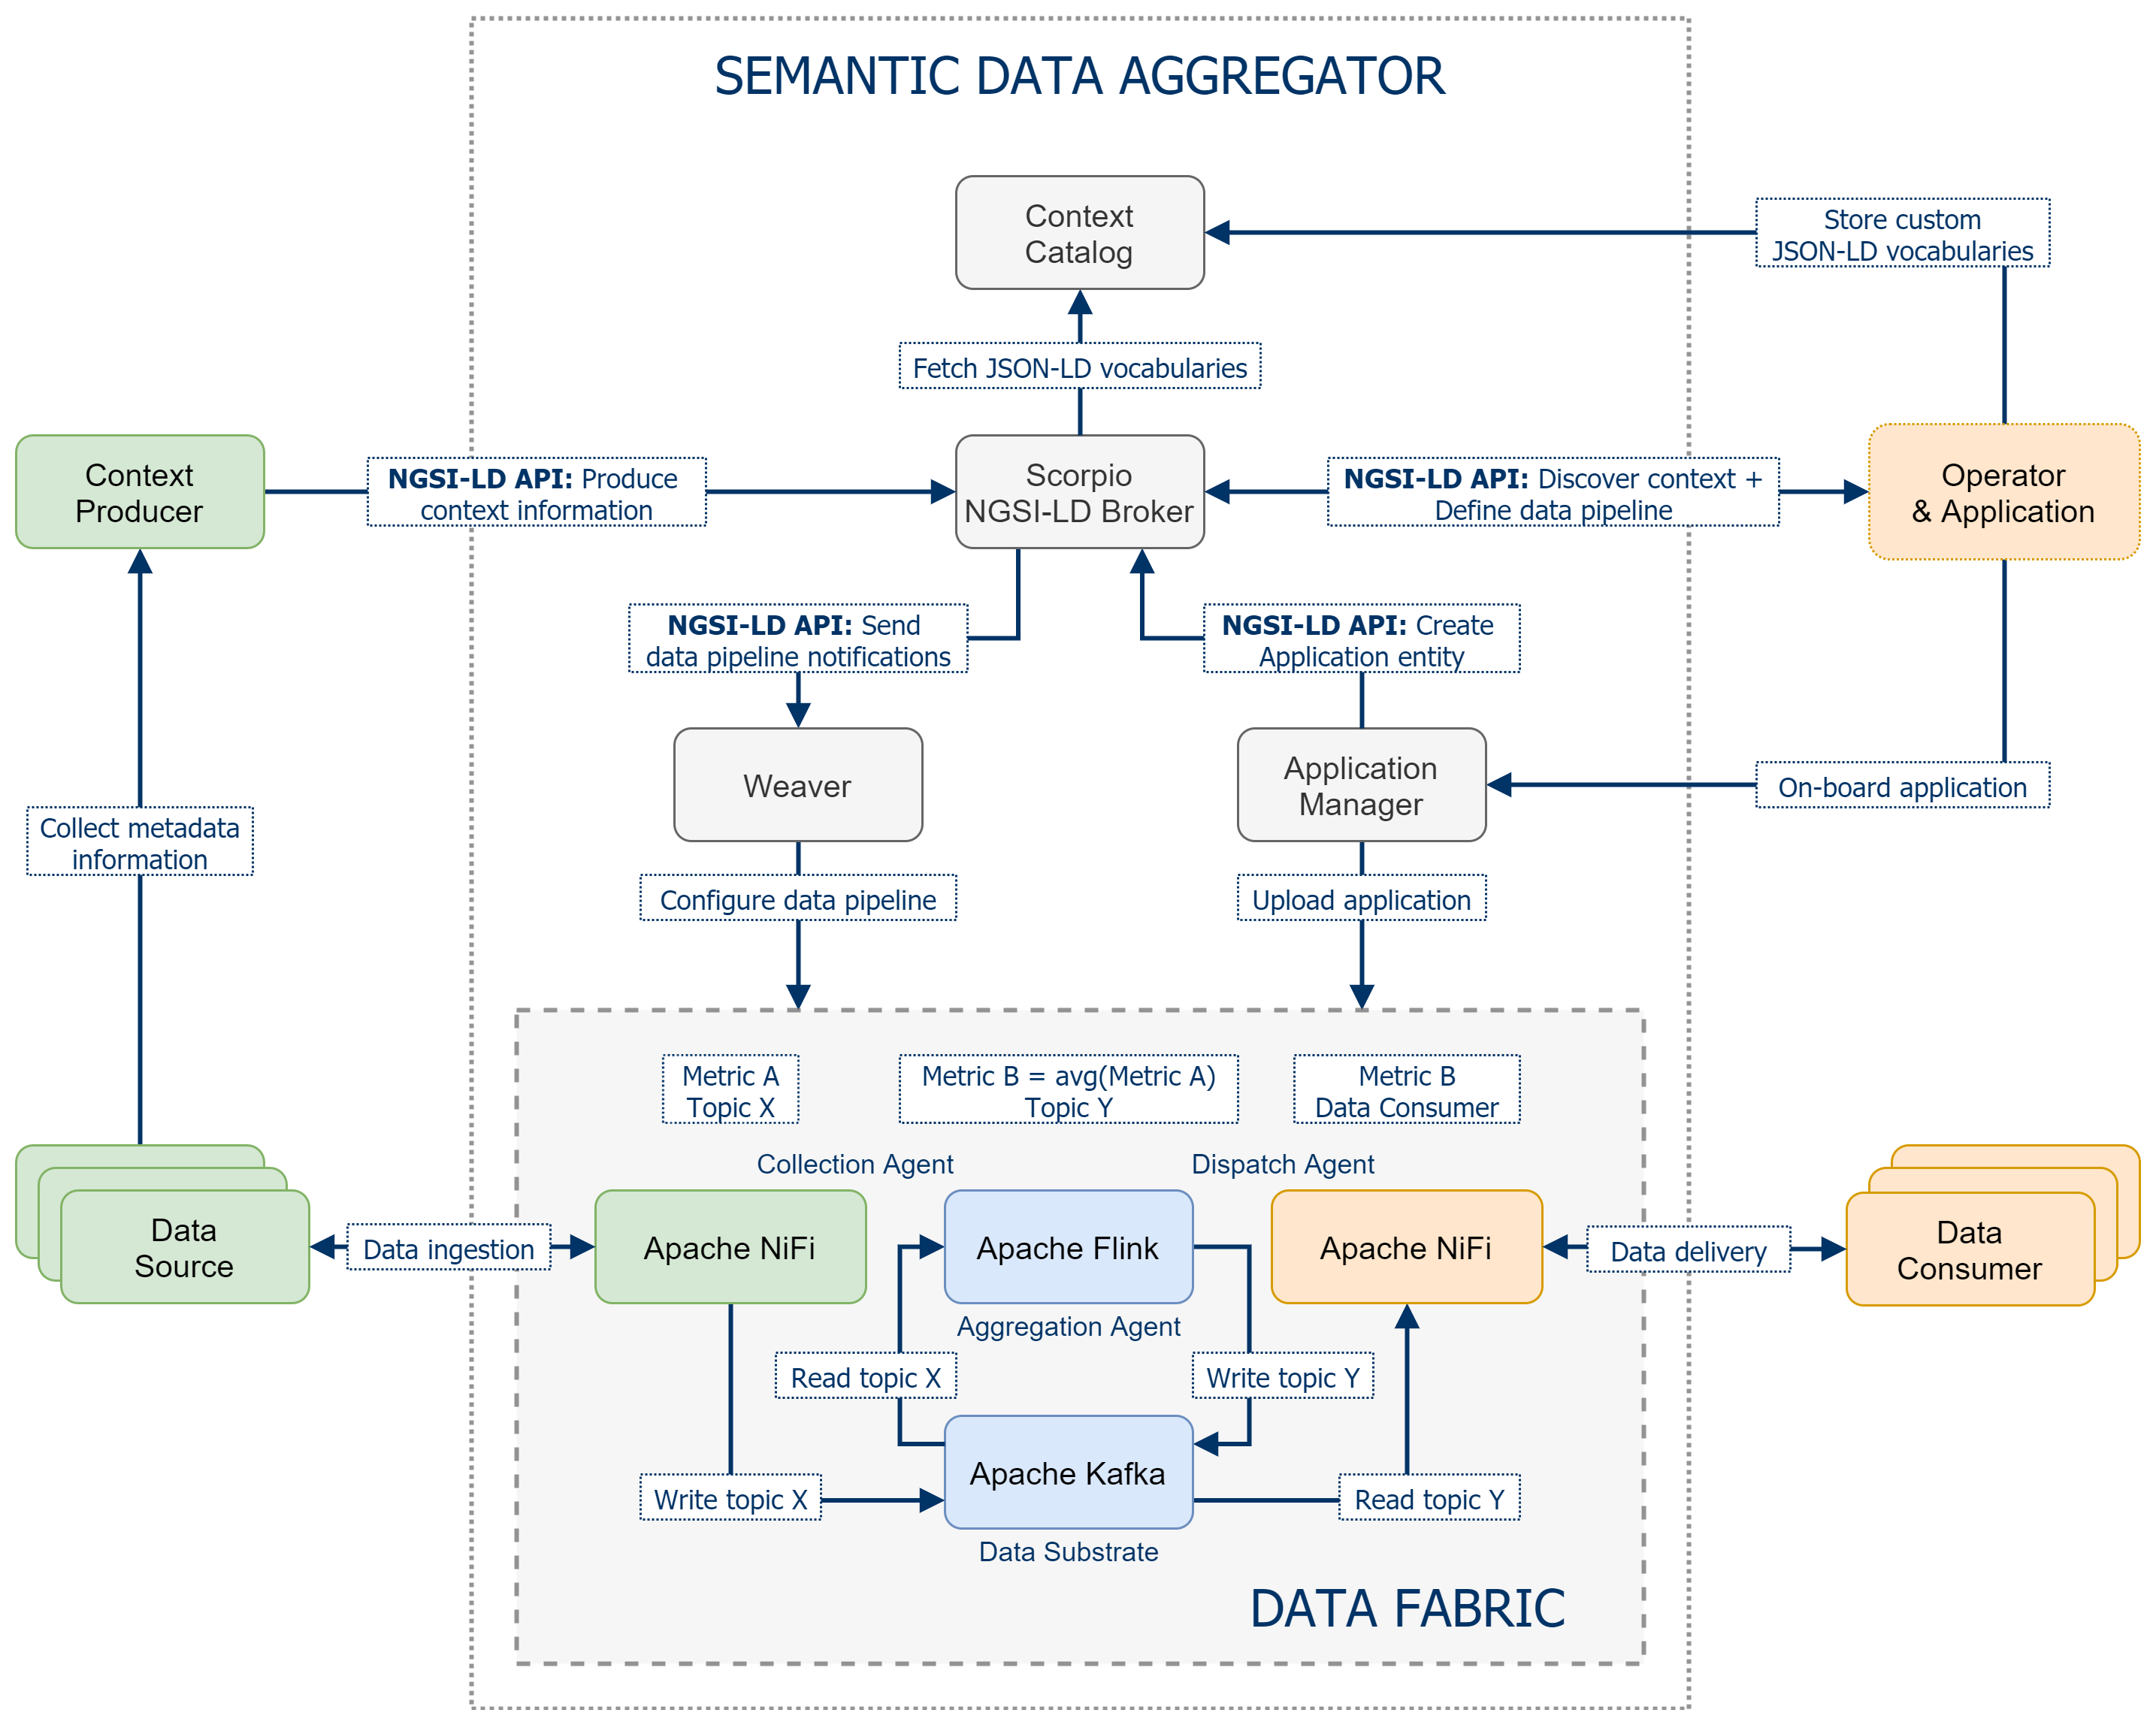 SEMANTIC DATA AGGREGATOR
Context
Catalog
Store custom
JSON-LD vocabularies
Fetch JSON-LD vocabularies
Context
Producer
NGSI-LD API: Produce
context information
Scorpio
NGSI-LD Broker
NGSI-LD API: Discover context +
Define data pipeline
Operator
& Application
NGSI-LD API: Send
data pipeline notifications
NGSI-LD API: Create
Application entity
Weaver
Application
Manager
On-board application
Collect metadata
information
Configure data pipeline
Upload application
Metric A
Topic X
Metric B = avg(Metric A)
Topic Y
Metric B
Data Consumer
Collection Agent
Dispatch Agent
Data
Source
Data ingestion
Apache NiFi
Apache Flink
Apache NiFi
Data delivery
Data
Consumer
Aggregation Agent
Read topic X
Write topic Y
Apache Kafka
Write topic X
Read topic Y
Data Substrate
DATA FABRIC